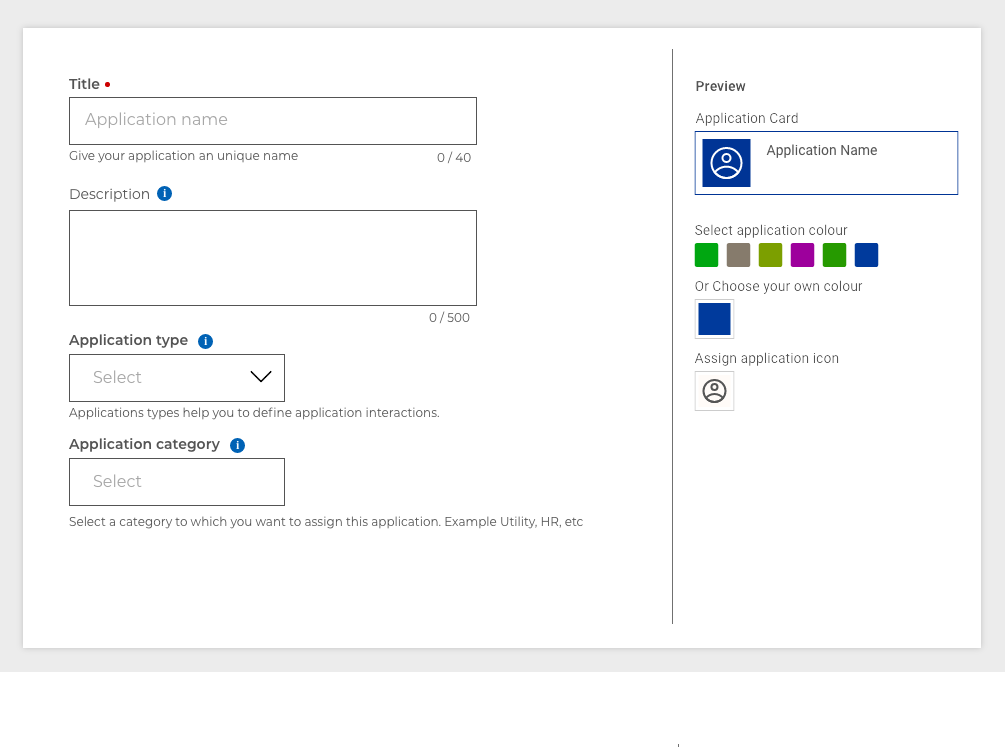 Title
Application name
Give your application an unique name
0 / 40
Description
0 / 500
Application type
Select
Applications types help you to define application interactions.
Application category
Select
Select a category to which you want to assign this application. Example Utility, HR, etc
Preview
Application Card
Application Name
Select application colour
Or Choose your own colour
Assign application icon